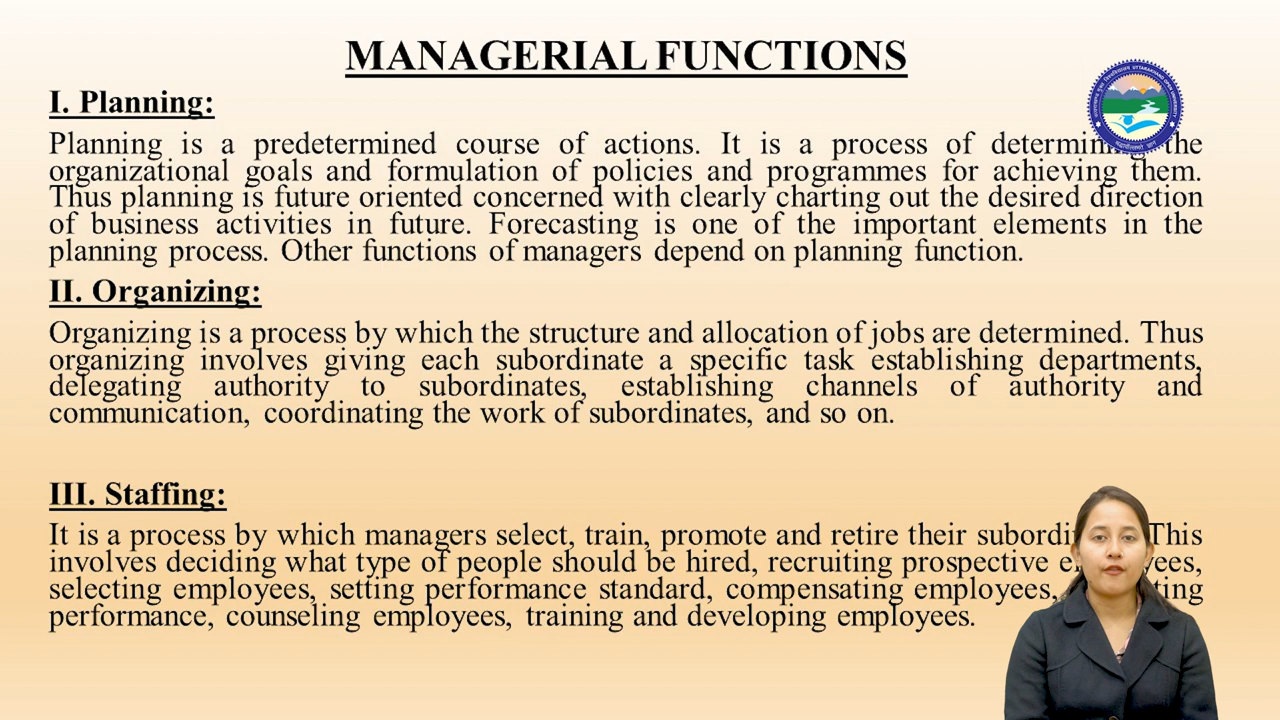 MANAGERIAL FUNCTIONS
I. Planning:
Planning is a predetermined course of actions. It is a process of determining the
organizational goals and formulation of policies and programmes for achieving them.
Thus planning is future oriented concerned with clearly charting out the desired direction
of business activities in future. Forecasting is one of the important elements in the
planning process. Other functions of managers depend on planning function.
II. Organizing:
Organizing is a process by which the structure and allocation of jobs are determined. Thus
organizing involves giving each subordinate a specific task establishing departments,
delegating authority to subordinates, establishing channels of authority and
communication, coordinating the work of subordinates, and so on.
III. Staffing:
It is a process by which managers select, train, promote and retire their This
involves deciding what type of people should be hired, recruiting prospective
selecting employees, setting performance standard, compensating employees,
performance, counseling employees, training and developing employees.